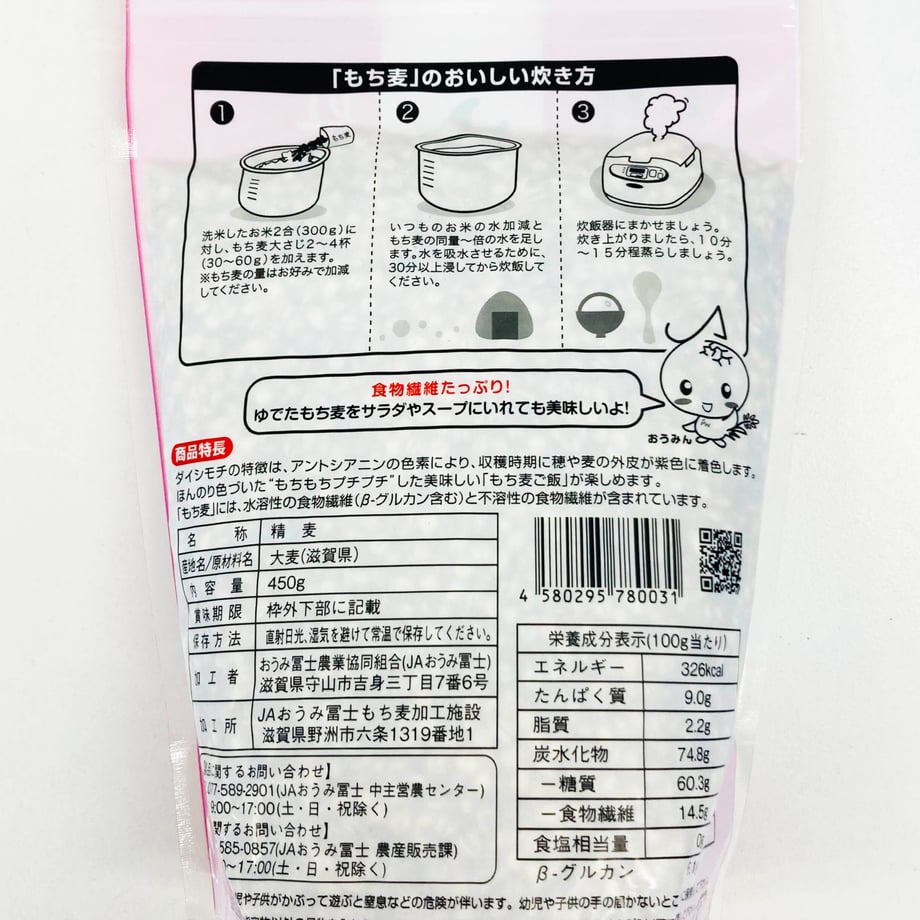 「もち麦」のおいしい炊き方
1
もち麦
洗米したお米2合(300g)に
対し、もち麦大さじ2〜4杯
(30〜60g)を加えます。
※もち麦の量はお好みで加減
してください。
2
いつものお米の水加減と
もち麦の同量〜倍の水を足し
ます。水を吸水させるために、
30分以上浸してから炊飯して
ください。
3
炊飯器にまかせましょう。
炊き上がりましたら、10分
〜15分程蒸らしましょう。
食物繊維たっぷり!
ゆでたもち麦をサラダやスープにいれても美味しいよ!
おうみん
商品特長
ダイシモチの特徴は、アントシアニンの色素により、収穫時期に穂や麦の外皮が紫色に着色します。
ほんのり色づいた“もちもちプチプチ”した美味しい「もち麦ご飯」が楽しめます。
「もち麦」には、水溶性の食物繊維(β-グルカン含む)と不溶性の食物繊維が含まれています。
名称 精麦
産地名/原材料名 大麦(滋賀県)
内容量 450g
賞味期限 枠外下部に記載
保存方法 直射日光、湿気を避けて常温で保存してください。
加工者 おうみ冨士農業協同組合(JAおうみ冨士)
滋賀県守山市吉身三丁目7番6号
加工所 JAおうみ冨士もち麦加工施設
滋賀県野洲市六条1319番地1
に関するお問い合わせ】
77-589-2901(JAおうみ冨士 中主営農センター)
9:00〜17:00(土・日・祝除く)
関するお問い合わせ】
585-0857(JAおうみ冨士 農産販売課)
〜17:00(土・日・祝除く)
4 580295 780031
栄養成分表示(100g当たり)
エネルギー 326kcal
たんぱく質 9.0g
脂質 2.2g
炭水化物 74.8g
ー糖質 60.3g
ー食物繊維 14.5g
食塩相当量 0g
β-グルカン
児や子供がかぶって遊ぶと窒息などの危険が伴います。幼児や子供の手の届かないとこ